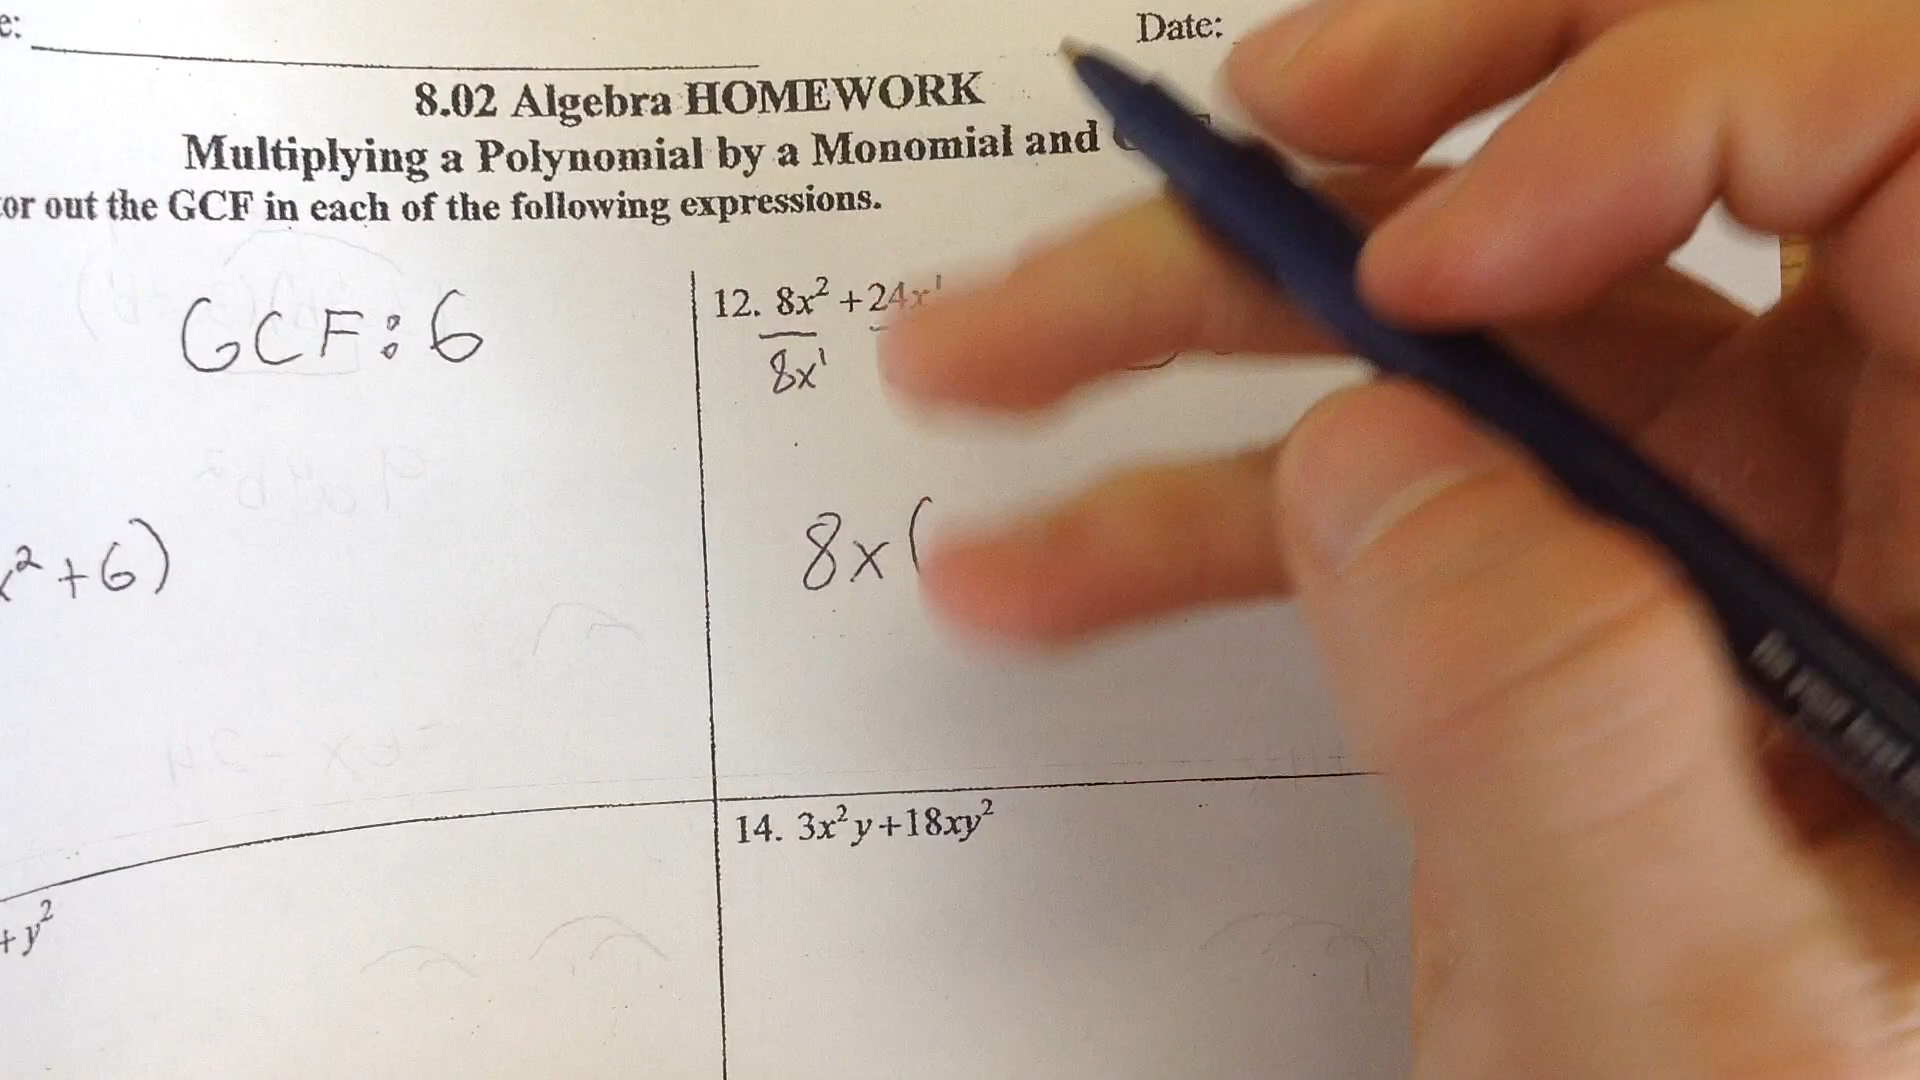 e: Date:
8.02 Algebra HOMEWORK
Multiplying a Polynomial by a Monomial and
or out the GCF in each of the following expressions.
GCF: 6
² + 6)
+ y²
12. 8x² + 24x¹
8x¹
8x(
14. 3x²y + 18xy²